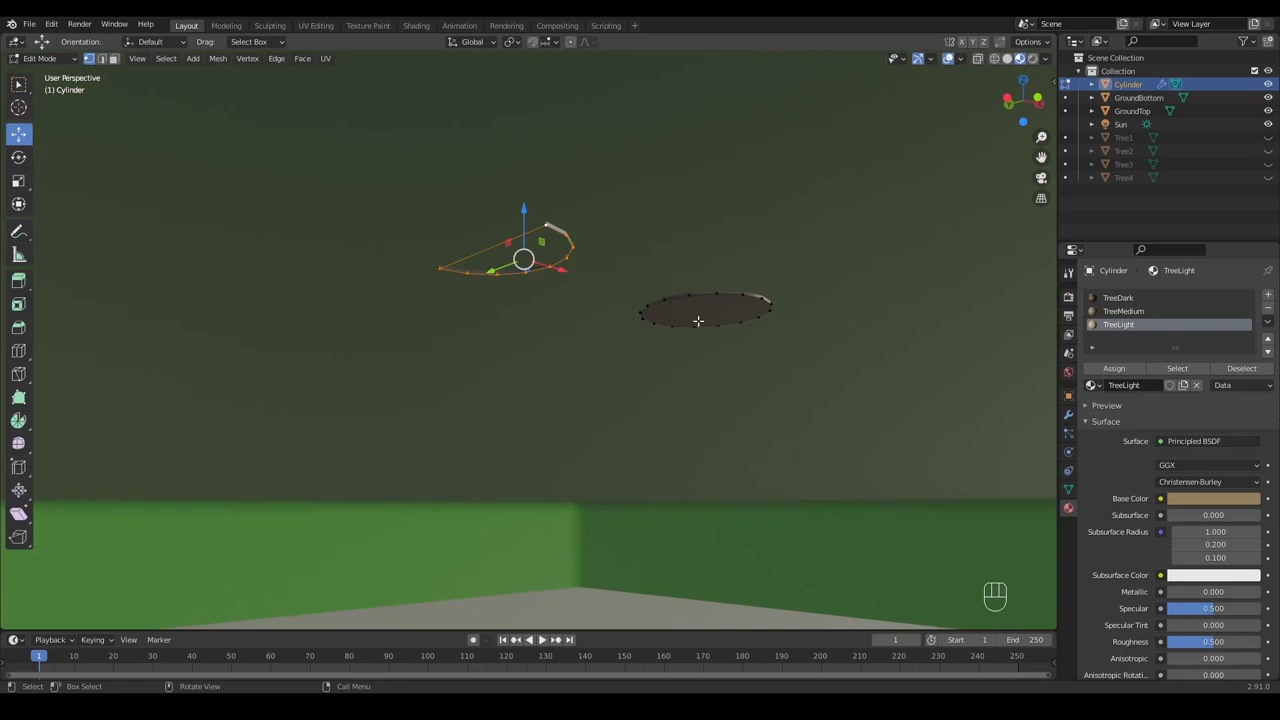 File Edit Render Window Help Layout Modeling Sculpting UV Editing Texture Paint Shading Animation Rendering Compositing Scripting + Scene View Layer
Orientation: Default Drag: Select Box Global X Y Z Options
Edit Mode View Select Add Mesh Vertex Edge Face UV
User Perspective
(1) Cylinder
Z
Scene Collection
Collection
Cylinder
GroundBottom
GroundTop
Sun
Tree1
Tree2
Tree3
Tree4
Cylinder TreeLight
TreeDark
TreeMedium
TreeLight
Assign Select Deselect
TreeLight Data
Preview
Surface
Surface Principled BSDF
GGX
Christensen-Burley
Base Color
Subsurface 0.000
Subsurface Radius 1.000
0.200
0.100
Subsurface Color
Metallic 0.000
Specular 0.500
Specular Tint 0.000
Roughness 0.500
Anisotropic 0.000
Anisotropic Rotati... 0.000
Playback Keying View Marker 1 Start 1 End 250
1 10 20 30 40 50 60 70 80 90 100 110 120 130 140 150 160 170 180 190 200 210 220 230 240 250
Select Box Select Rotate View Call Menu 2.91.0